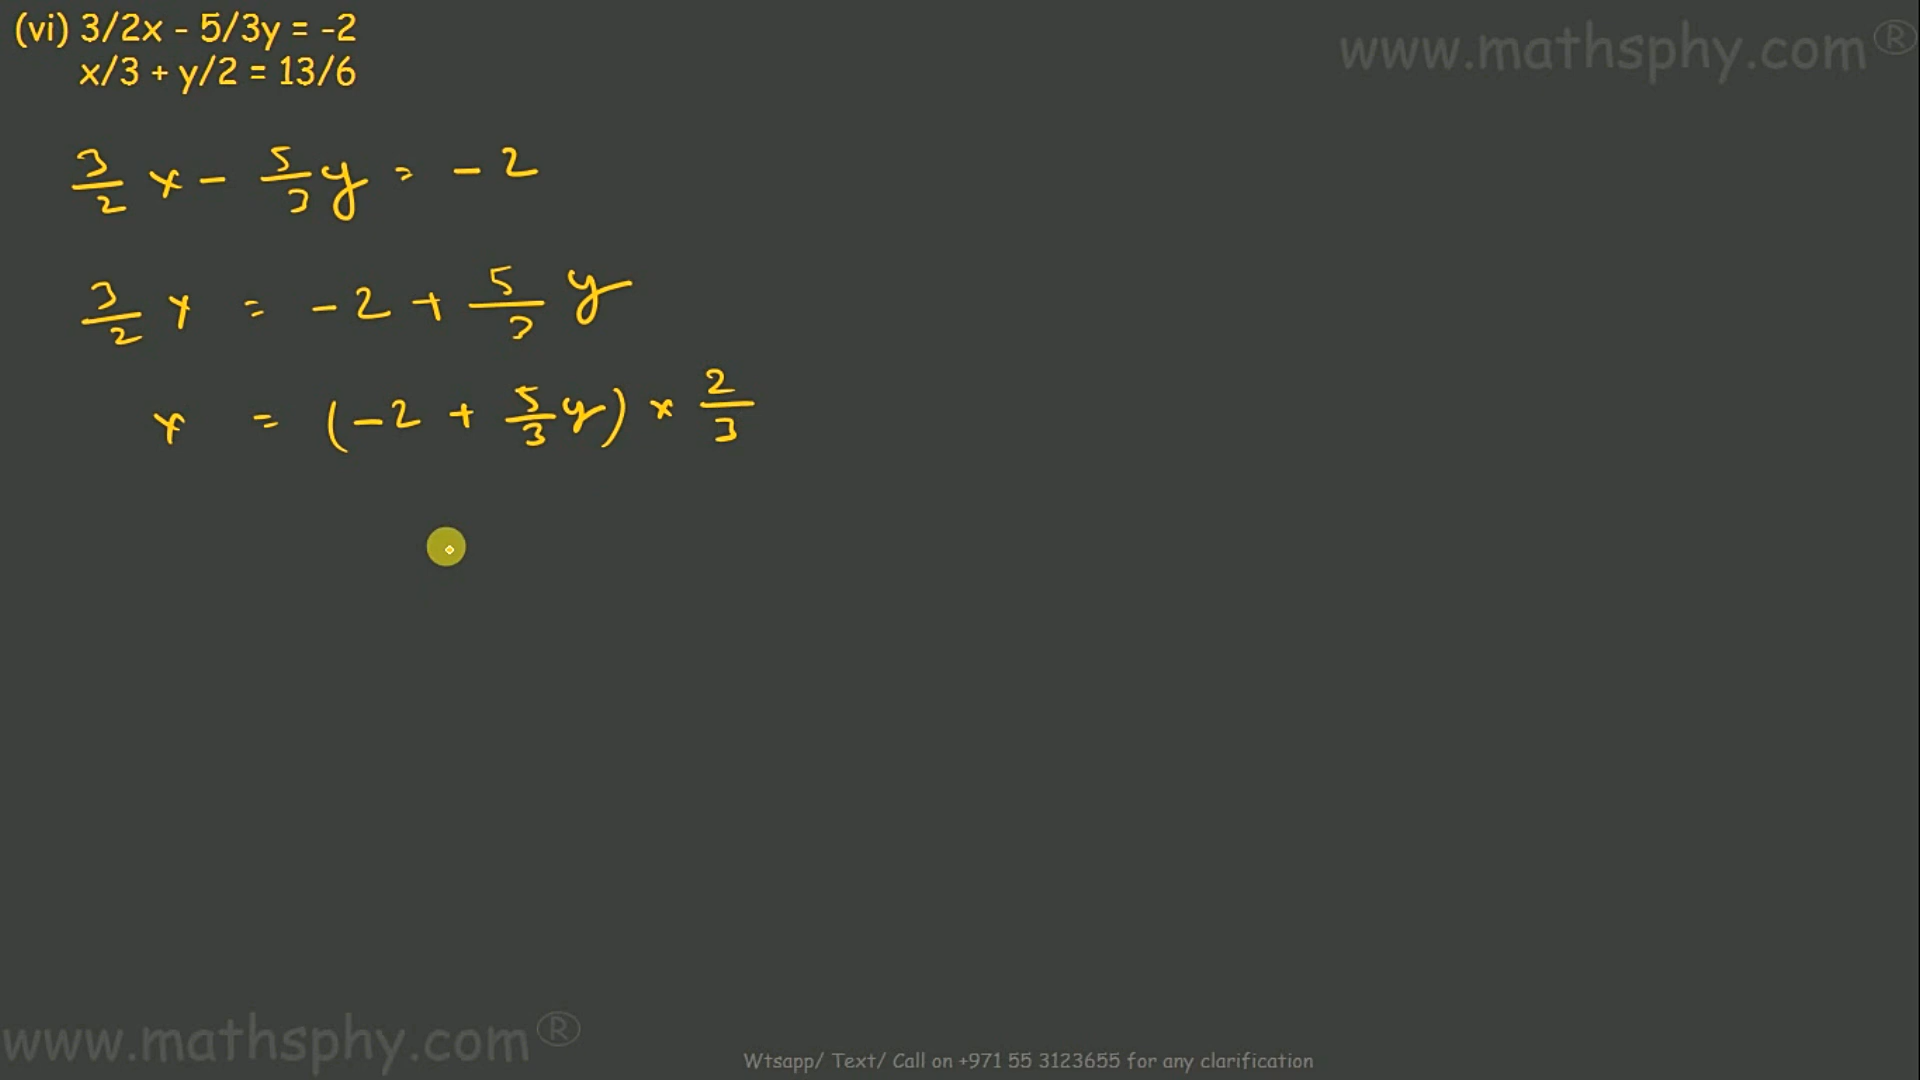 (vi) 3/2x - 5/3y = -2
www.mathsphy.com®
x/3 + y/2 = 13/6
3/2 x - 5/3 y = -2
3/2 x = -2 + 5/3 y
x = (-2 + 5/3 y) × 2/3
www.mathsphy.com®
Wtsapp/ Text/ Call on +971 55 3123655 for any clarification